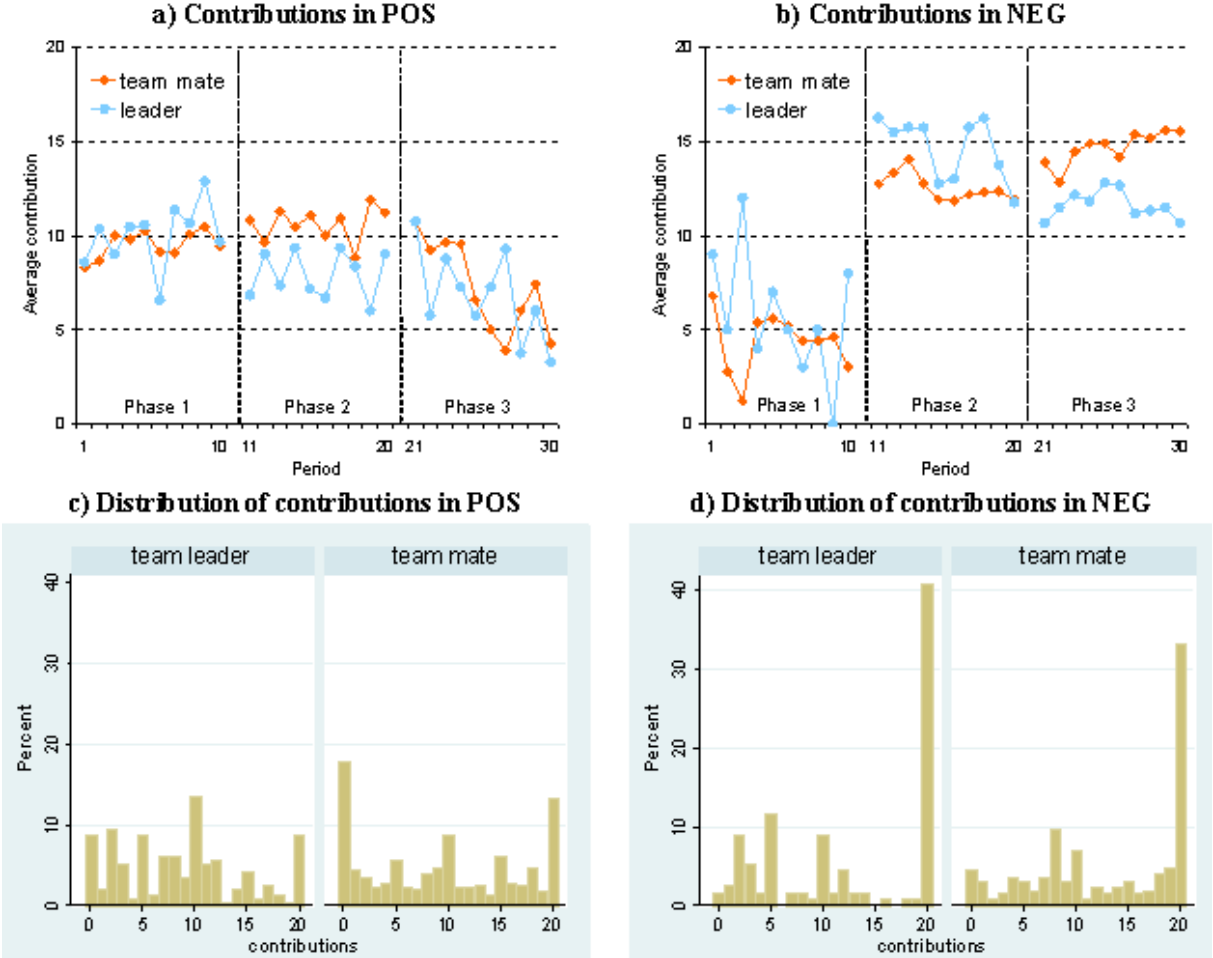 a) Contributions in POS
20
15
10
5
0
Average contribution
team mate
leader
Phase 1
Phase 2
Phase 3
1
10
11
20
21
30
Period
b) Contributions in NEG
20
15
10
5
0
Average contribution
team mate
leader
Phase 1
Phase 2
Phase 3
1
10
11
20
21
30
Period
c) Distribution of contributions in POS
team leader
team mate
40
30
20
10
0
Percent
0 5 10 15 20
0 5 10 15 20
contributions
d) Distribution of contributions in NEG
team leader
team mate
40
30
20
10
0
Percent
0 5 10 15 20
0 5 10 15 20
contributions